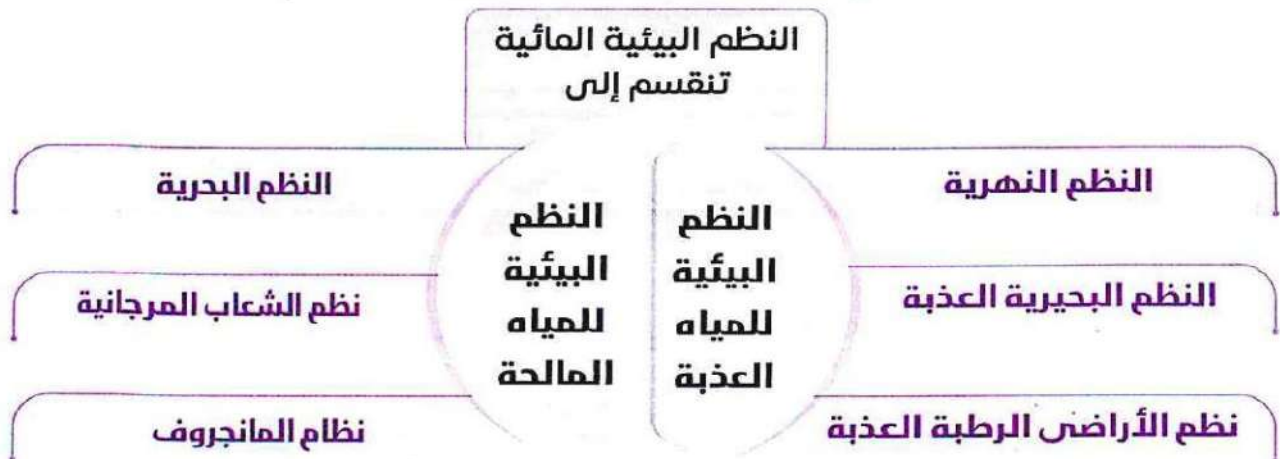 النظم البيئية المائية
تنقسم إلى
النظم النهرية
النظم البحيرية العذبة
نظم الأراضى الرطبة العذبة
النظم
البيئية
للمياه
العذبة
النظم
البيئية
للمياه
المالحة
النظم البحرية
نظم الشعاب المرجانية
نظام المانجروف